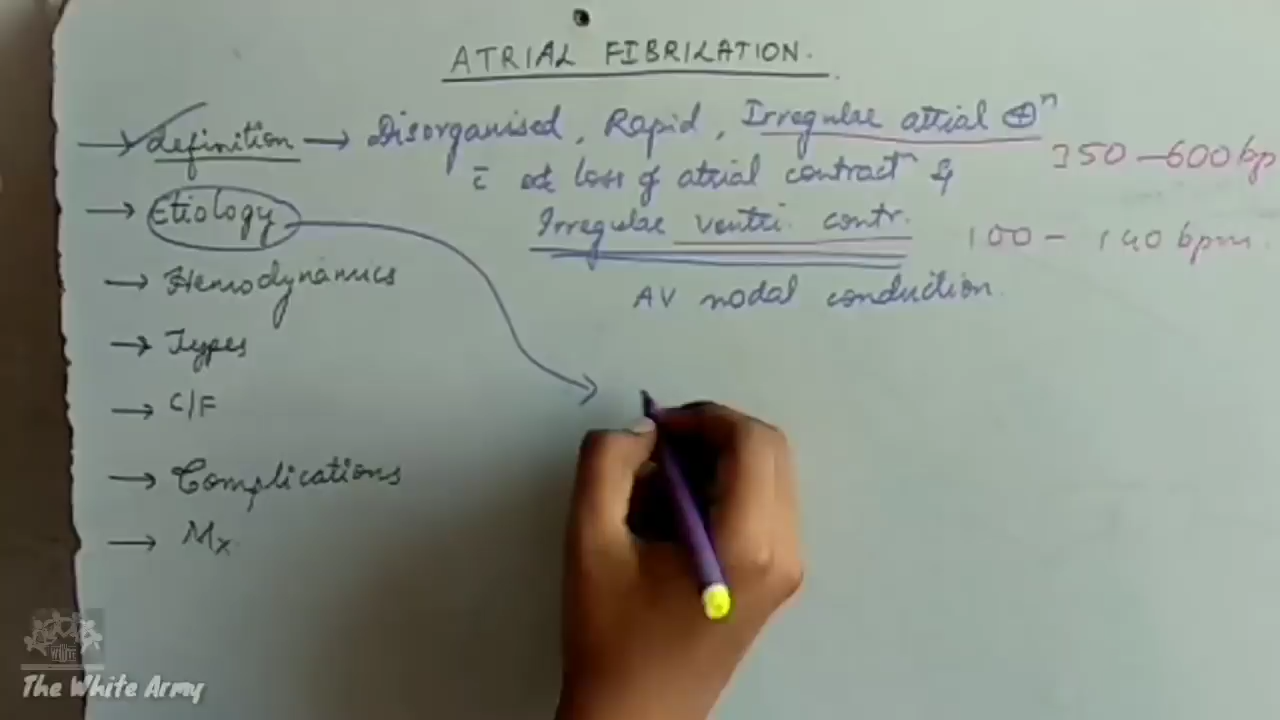 ATRIAL FIBRILATION.
→ definition → Disorganised, Rapid, Irregular atrial ⊕n
350 – 600 bp
c̄ loss of atrial contractn &
→ Etiology
Irregular ventri. contr.
100 – 140 bpm.
→ Hemodynamics
AV nodal conduction.
→ Types
→ C/F
→ Complications
→ Mx
The White Army